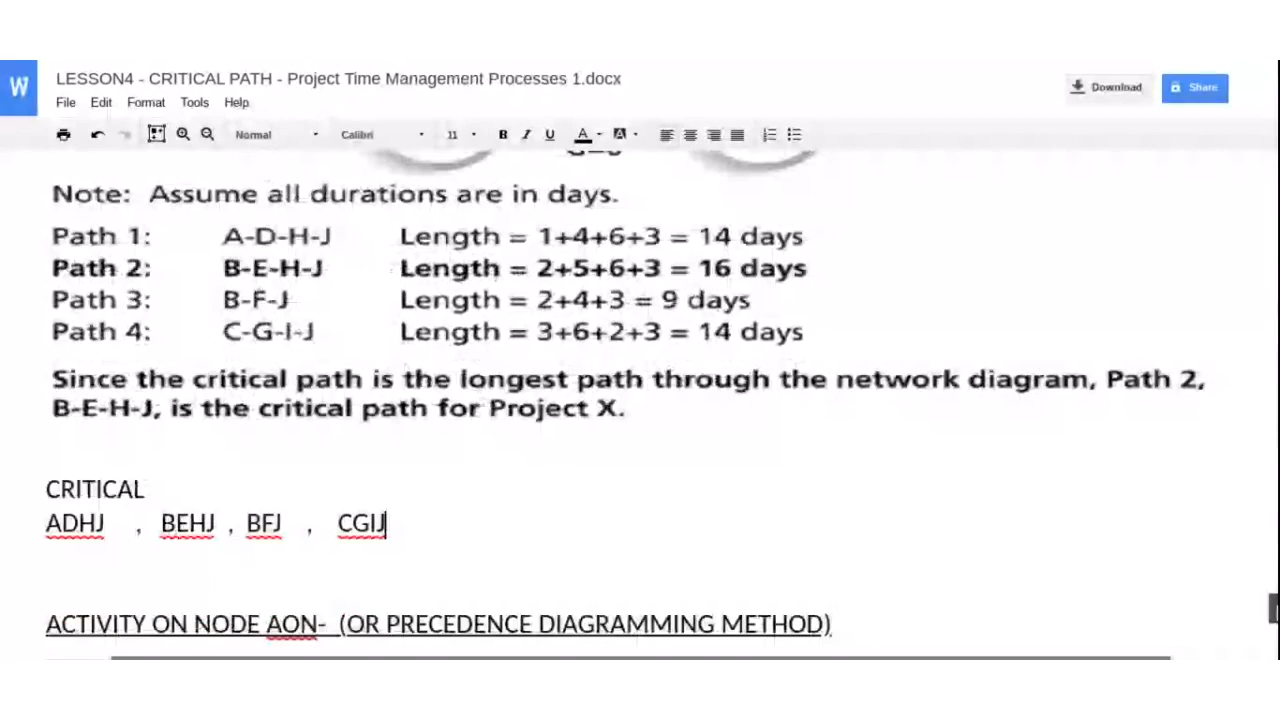 W
LESSON4 - CRITICAL PATH - Project Time Management Processes 1.docx
File Edit Format Tools Help
Download
Share
Normal Calibri 11 B I U A A
Note: Assume all durations are in days.
Path 1: A-D-H-J Length = 1+4+6+3 = 14 days
Path 2: B-E-H-J Length = 2+5+6+3 = 16 days
Path 3: B-F-J Length = 2+4+3 = 9 days
Path 4: C-G-I-J Length = 3+6+2+3 = 14 days
Since the critical path is the longest path through the network diagram, Path 2,
B-E-H-J, is the critical path for Project X.
CRITICAL
ADHJ , BEHJ , BFJ , CGIJ
ACTIVITY ON NODE AON- (OR PRECEDENCE DIAGRAMMING METHOD)